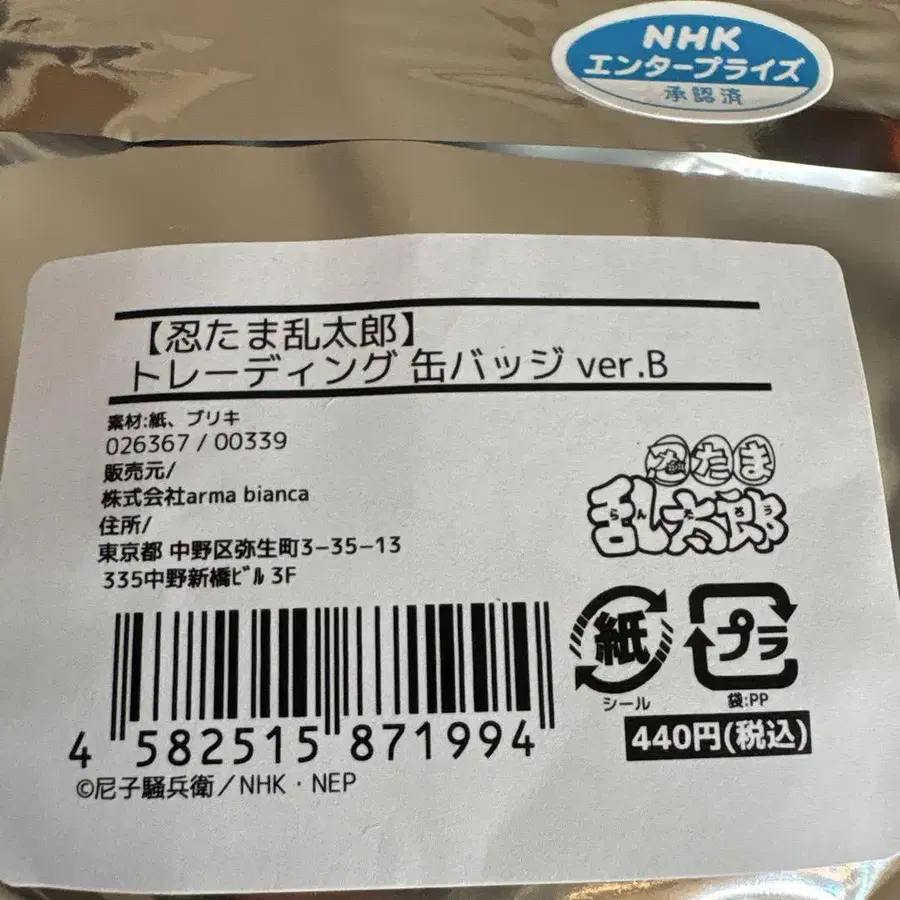 NHK
エンタープライズ
承認済
【忍たま乱太郎】
トレーディング 缶バッジ ver.B
素材:紙、ブリキ
026367 / 00339
販売元/
株式会社arma bianca
住所/
東京都 中野区弥生町3−35−13
335中野新橋ビル 3F
忍たま
乱太郎
らんたろう
紙
プラ
シール
袋:PP
440円(税込)
4 582515 871994
©尼子騒兵衛/NHK・NEP